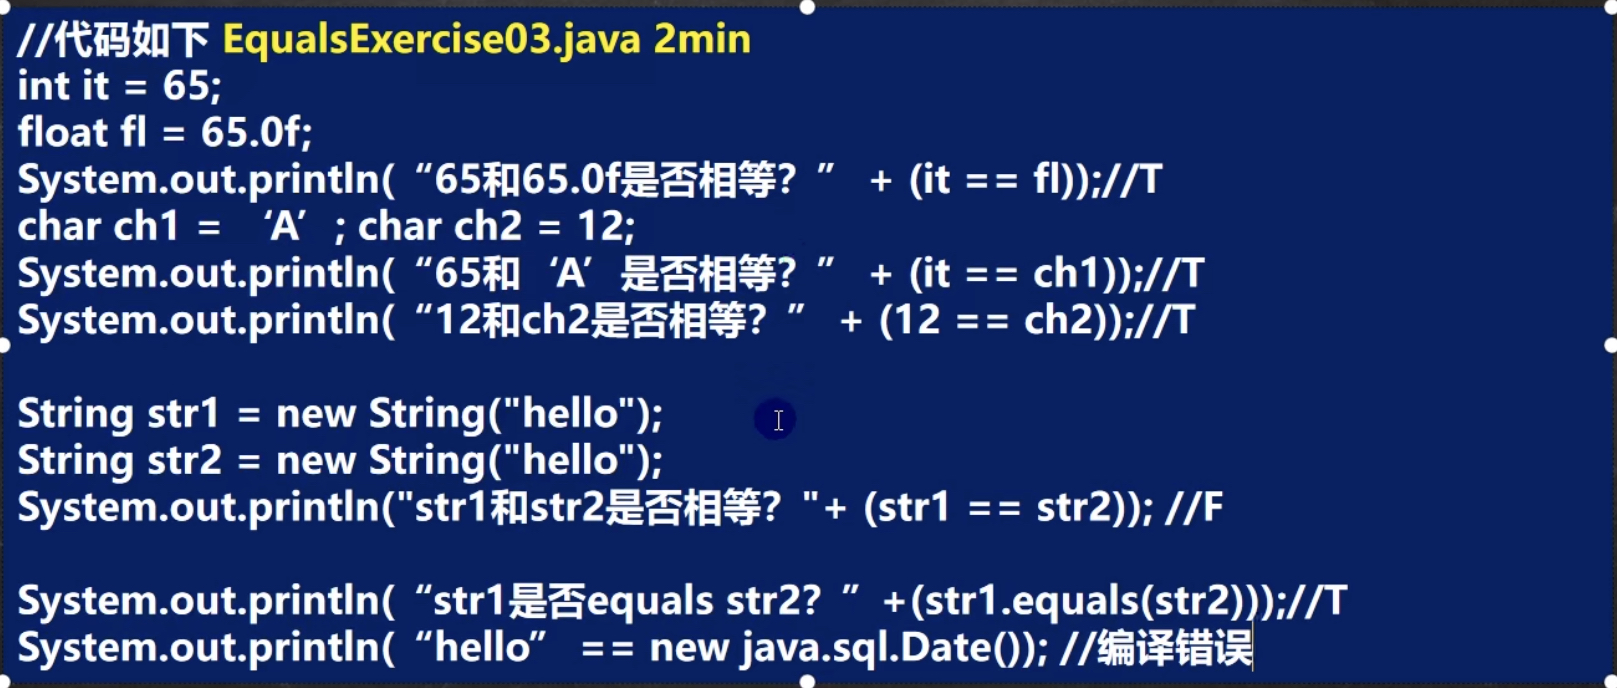 //代码如下 EqualsExercise03.java 2min
int it = 65;
float fl = 65.0f;
System.out.println( “65和65.0f是否相等？” + (it == fl));//T
char ch1 = ‘A’; char ch2 = 12;
System.out.println( “65和‘A’是否相等？” + (it == ch1));//T
System.out.println( “12和ch2是否相等？” + (12 == ch2));//T
String str1 = new String("hello");
String str2 = new String("hello");
System.out.println("str1和str2是否相等？"+ (str1 == str2)); //F
System.out.println( “str1是否equals str2？”+(str1.equals(str2)));//T
System.out.println( “hello” == new java.sql.Date()); //编译错误